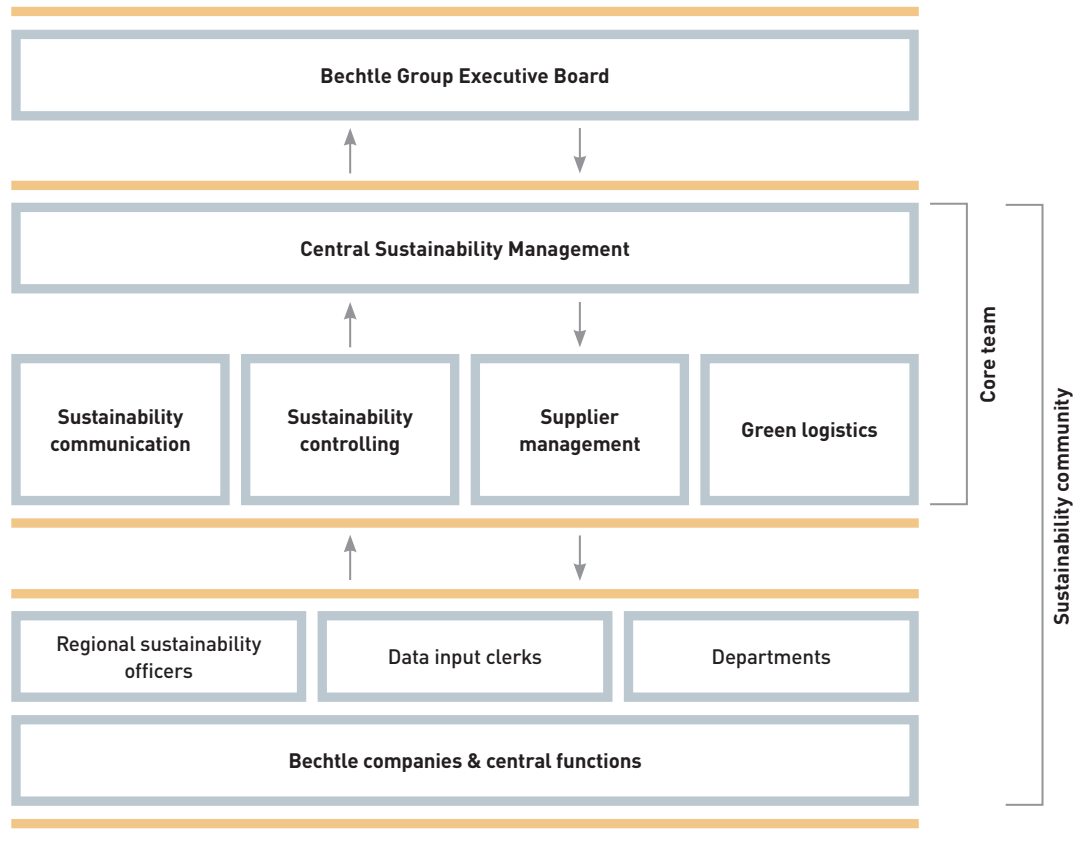 Bechtle Group Executive Board
Central Sustainability Management
Sustainability
communication
Sustainability
controlling
Supplier
management
Green logistics
Core team
Sustainability community
Regional sustainability
officers
Data input clerks
Departments
Bechtle companies & central functions